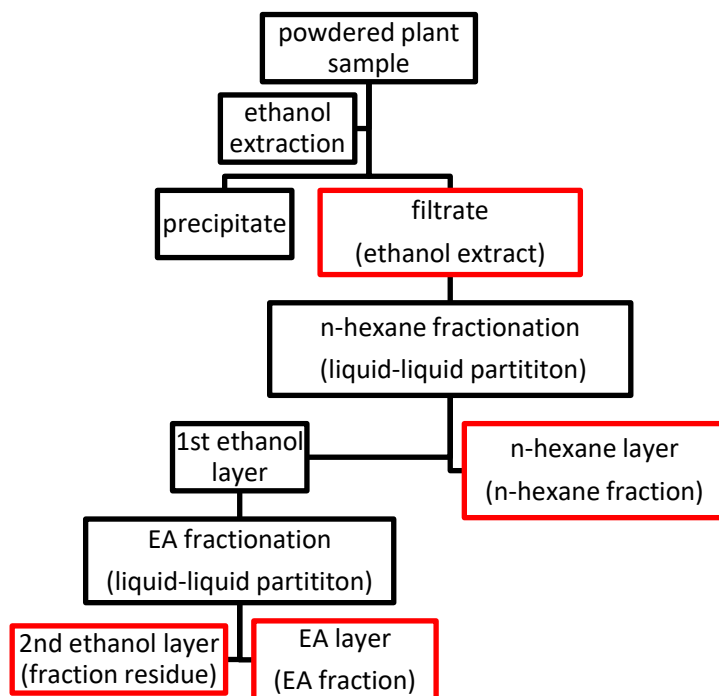 powdered plant
sample
ethanol
extraction
precipitate
filtrate
(ethanol extract)
n-hexane fractionation
(liquid-liquid partititon)
1st ethanol
layer
n-hexane layer
(n-hexane fraction)
EA fractionation
(liquid-liquid partititon)
2nd ethanol layer
(fraction residue)
EA layer
(EA fraction)